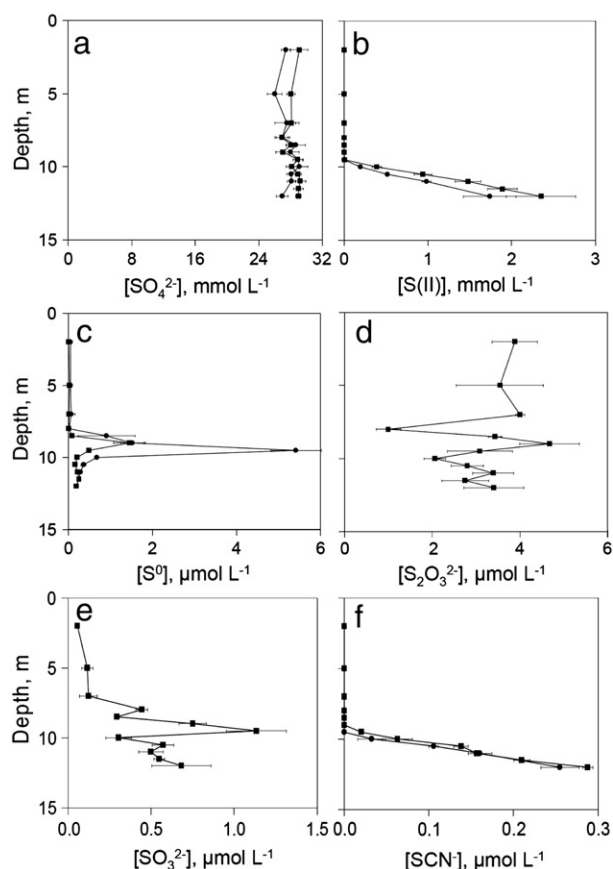 a
b
0
5
10
15
Depth, m
0 8 16 24 32
[SO₄²⁻], mmol L⁻¹
0 1 2 3
[S(II)], mmol L⁻¹
c
d
0
5
10
15
Depth, m
0 2 4 6
[S⁰], μmol L⁻¹
0 2 4 6
[S₂O₃²⁻], μmol L⁻¹
e
f
0
5
10
15
Depth, m
0.0 0.5 1.0 1.5
[SO₃²⁻], μmol L⁻¹
0.0 0.1 0.2 0.3
[SCN⁻], μmol L⁻¹